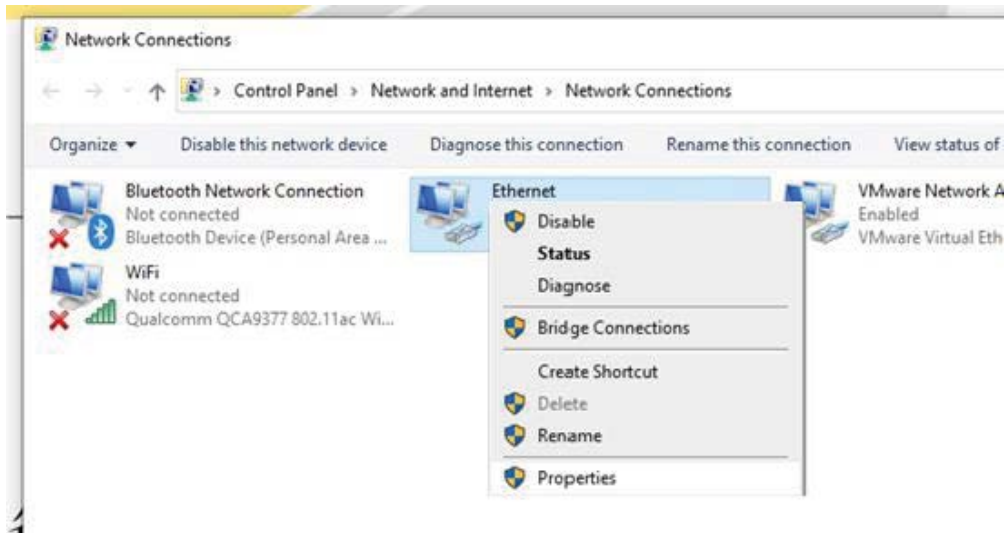 Network Connections
Control Panel > Network and Internet > Network Connections
Organize Disable this network device Diagnose this connection Rename this connection View status of
Bluetooth Network Connection
Not connected
Bluetooth Device (Personal Area ...
WiFi
Not connected
Qualcomm QCA9377 802.11ac Wi...
Ethernet
Disable
Status
Diagnose
Bridge Connections
Create Shortcut
Delete
Rename
Properties
VMware Network A
Enabled
VMware Virtual Eth